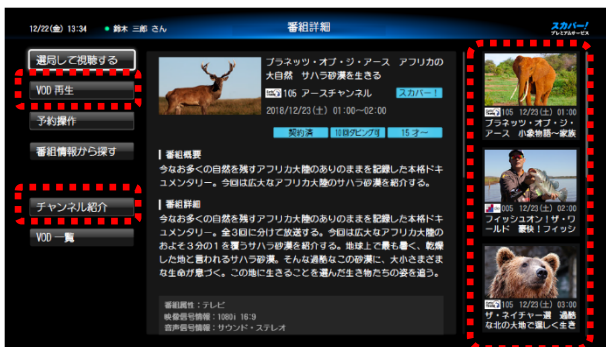 12/22(金) 13:34 ● 鈴木 三郎 さん
番組詳細
スカパー!
プレミアムサービス
選局して視聴する
VOD 再生
予約操作
番組情報から探す
チャンネル紹介
VOD 一覧
プラネッツ・オブ・ジ・アース アフリカの
大自然 サハラ砂漠を生きる
105 アースチャンネル
スカパー!
2018/12/23(土) 01:00～02:00
契約済
10回ダビング可
15 才～
番組概要
今なお多くの自然を残すアフリカ大陸のありのままを記録した本格ドキ
ュメンタリー。今回は広大なアフリカ大陸のサハラ砂漠を紹介する。
番組詳細
今なお多くの自然を残すアフリカ大陸のありのままを記録した本格ドキ
ュメンタリー。全3回に分けて放送する。今回は広大なアフリカ大陸の
およそ3分の1を覆うサハラ砂漠を紹介する。地球上で最も暑く、乾燥
した地と言われるサハラ砂漠。そんな過酷なこの砂漠に、大小さまざま
な生命が息づく。この地に生きることを選んだ生き物たちの姿を追う。
番組属性：テレビ
映像信号情報：1080i 16:9
音声信号情報：サウンド・ステレオ
105 12/23(土) 01:00
プラネッツ・オブ・ジ・
アース 小象物語～家族
005 12/23(土) 02:00
フィッシュオン！ザ・ワ
ールド 豪快！フィッシ
105 12/23(土) 03:00
ザ・ネイチャー選 過酷
な北の大地で逞しく生き